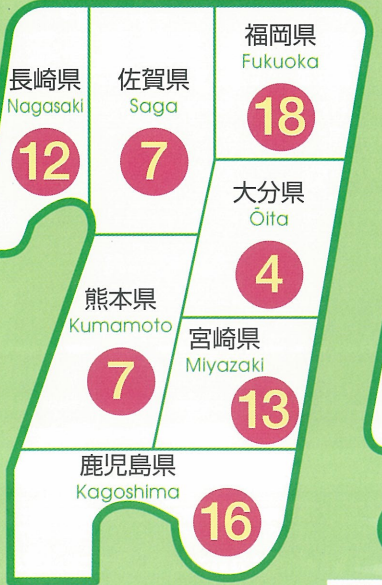 長崎県
Nagasaki
12
佐賀県
Saga
7
福岡県
Fukuoka
18
大分県
Ōita
4
熊本県
Kumamoto
7
宮崎県
Miyazaki
13
鹿児島県
Kagoshima
16